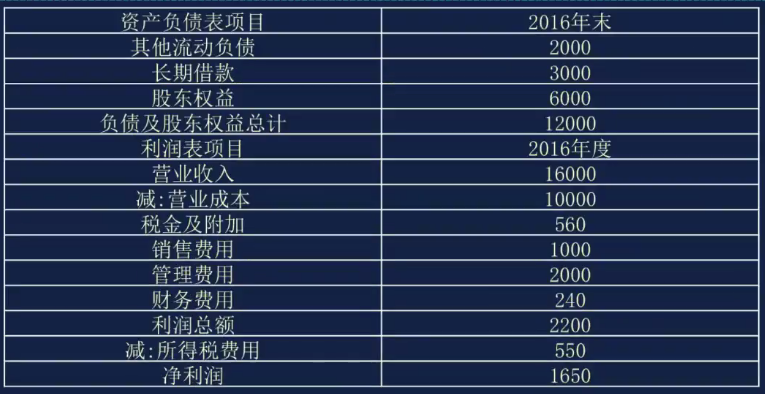 资产负债表项目 2016年末
其他流动负债 2000
长期借款 3000
股东权益 6000
负债及股东权益总计 12000
利润表项目 2016年度
营业收入 16000
减:营业成本 10000
税金及附加 560
销售费用 1000
管理费用 2000
财务费用 240
利润总额 2200
减:所得税费用 550
净利润 1650